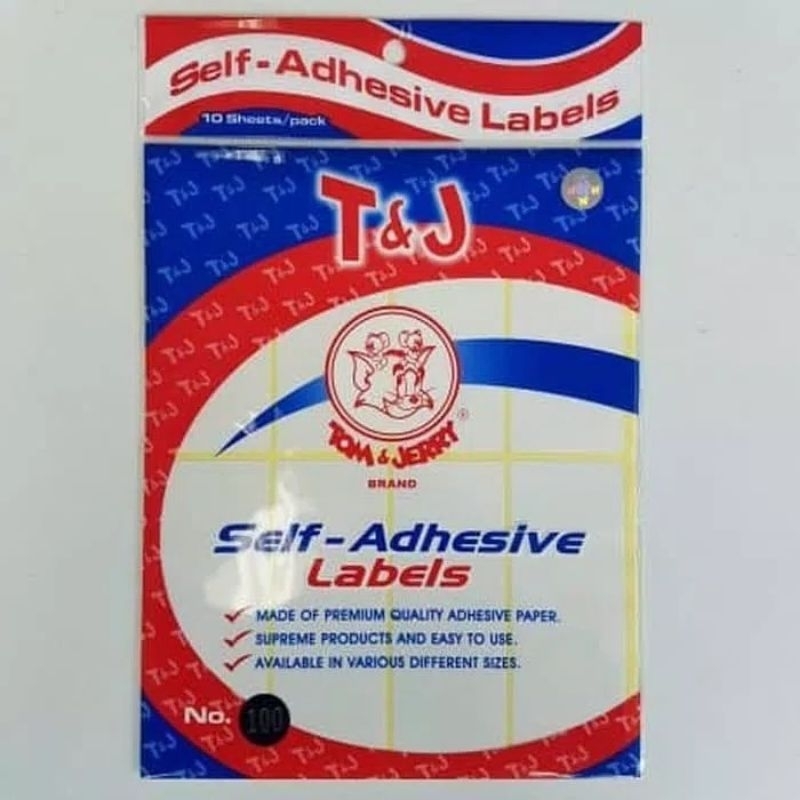 Self-Adhesive Labels
10 Sheets/pack
T&J
TOM & JERRY
®
BRAND
Self-Adhesive
Labels
MADE OF PREMIUM QUALITY ADHESIVE PAPER.
SUPREME PRODUCTS AND EASY TO USE.
AVAILABLE IN VARIOUS DIFFERENT SIZES.
No. 100